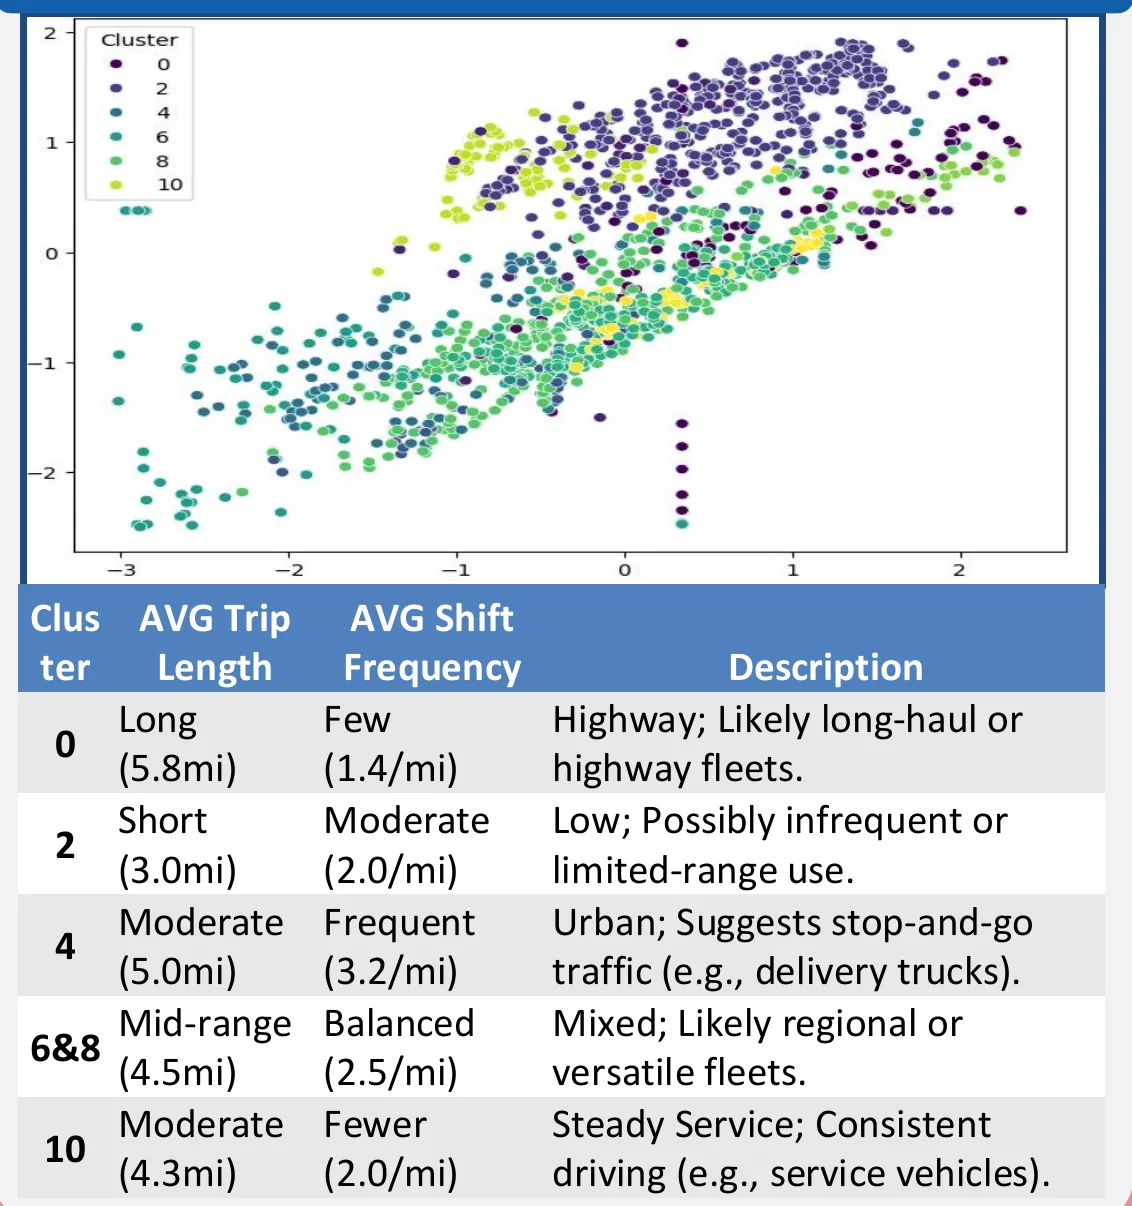 Cluster
0
2
4
6
8
10
2
1
0
−1
−2
−3
−2
−1
0
1
2
Clus
ter
AVG Trip
Length
AVG Shift
Frequency
Description
0
Long
(5.8mi)
Few
(1.4/mi)
Highway; Likely long-haul or
highway fleets.
2
Short
(3.0mi)
Moderate
(2.0/mi)
Low; Possibly infrequent or
limited-range use.
4
Moderate
(5.0mi)
Frequent
(3.2/mi)
Urban; Suggests stop-and-go
traffic (e.g., delivery trucks).
6&8
Mid-range
(4.5mi)
Balanced
(2.5/mi)
Mixed; Likely regional or
versatile fleets.
10
Moderate
(4.3mi)
Fewer
(2.0/mi)
Steady Service; Consistent
driving (e.g., service vehicles).